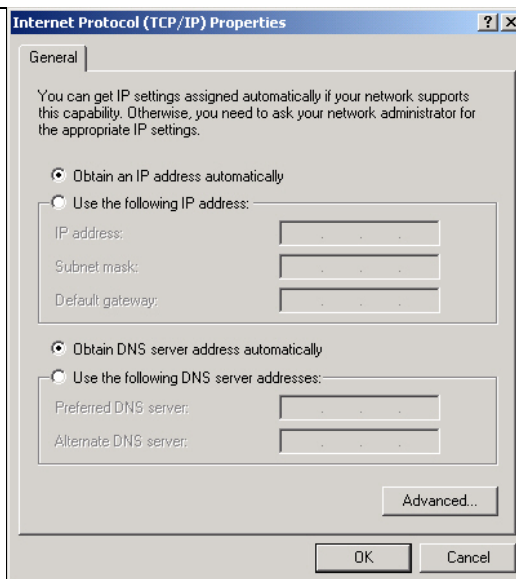 Internet Protocol (TCP/IP) Properties
General
You can get IP settings assigned automatically if your network supports
this capability. Otherwise, you need to ask your network administrator for
the appropriate IP settings.
Obtain an IP address automatically
Use the following IP address:
IP address:
Subnet mask:
Default gateway:
Obtain DNS server address automatically
Use the following DNS server addresses:
Preferred DNS server:
Alternate DNS server:
Advanced...
OK Cancel